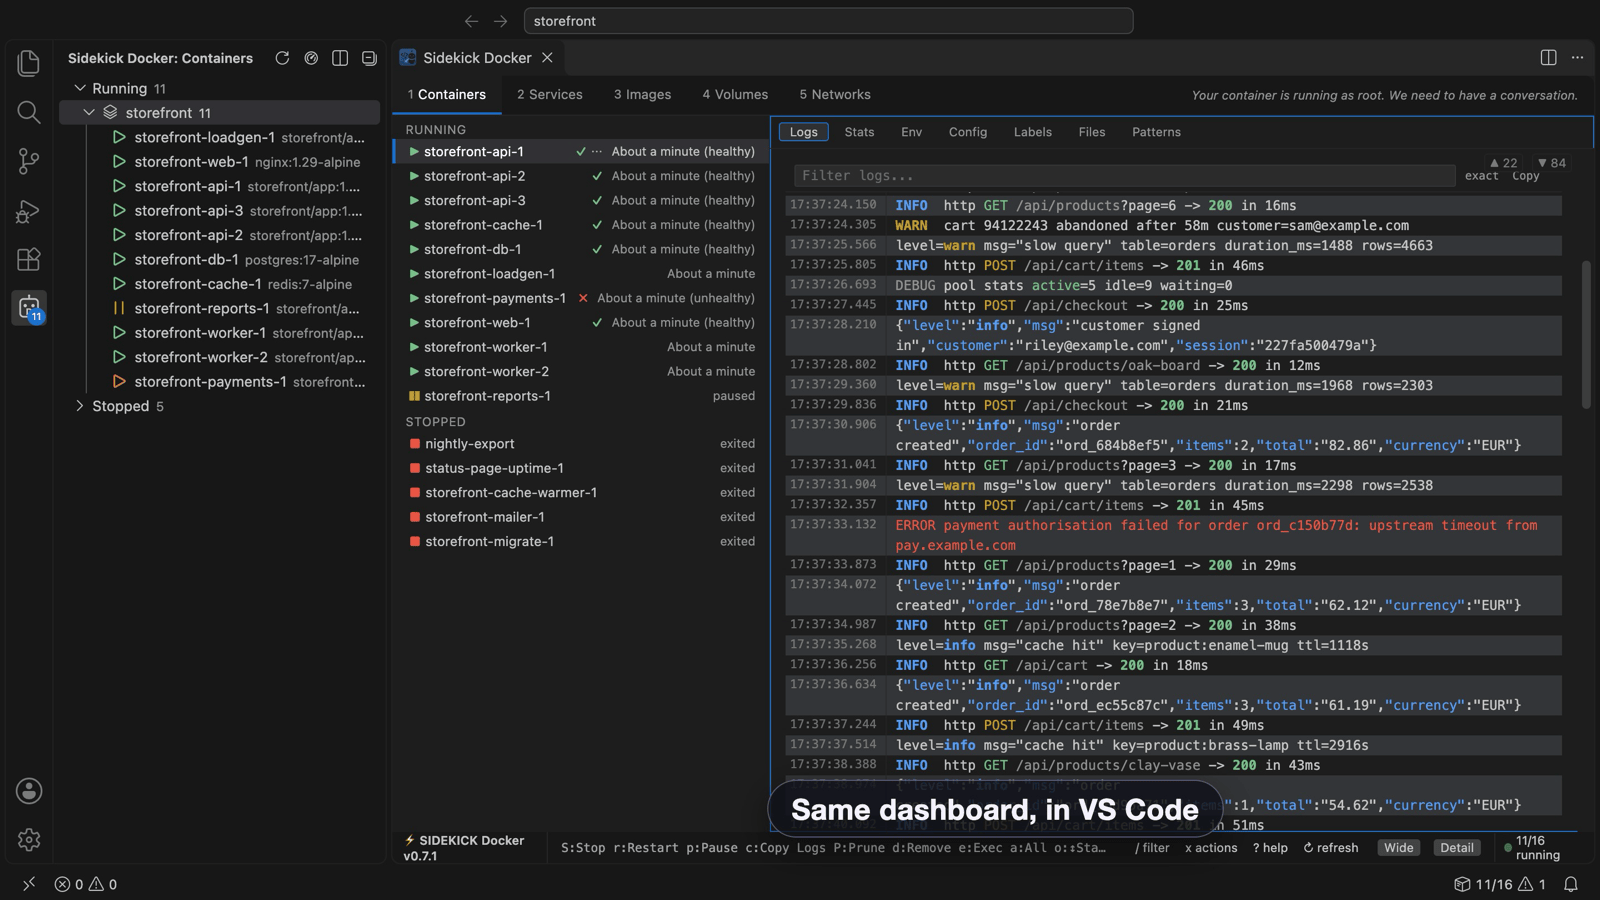 storefront
Sidekick Docker: Containers
Running 11
storefront 11
storefront-loadgen-1 storefront/a...
storefront-web-1 nginx:1.29-alpine
storefront-api-1 storefront/app:1....
storefront-api-3 storefront/app:1....
storefront-api-2 storefront/app:1....
storefront-db-1 postgres:17-alpine
storefront-cache-1 redis:7-alpine
storefront-reports-1 storefront/a...
storefront-worker-1 storefront/ap...
storefront-worker-2 storefront/ap...
storefront-payments-1 storefront...
Stopped 5
11
Sidekick Docker
1 Containers 2 Services 3 Images 4 Volumes 5 Networks
Your container is running as root. We need to have a conversation.
RUNNING
storefront-api-1 ✓ ··· About a minute (healthy)
storefront-api-2 ✓ About a minute (healthy)
storefront-api-3 ✓ About a minute (healthy)
storefront-cache-1 ✓ About a minute (healthy)
storefront-db-1 ✓ About a minute (healthy)
storefront-loadgen-1 About a minute
storefront-payments-1 ✕ About a minute (unhealthy)
storefront-web-1 ✓ About a minute (healthy)
storefront-worker-1 About a minute
storefront-worker-2 About a minute
storefront-reports-1 paused
STOPPED
nightly-export exited
status-page-uptime-1 exited
storefront-cache-warmer-1 exited
storefront-mailer-1 exited
storefront-migrate-1 exited
Logs Stats Env Config Labels Files Patterns
▲ 22 ▼ 84
Filter logs... exact Copy
17:37:24.150 INFO http GET /api/products?page=6 -> 200 in 16ms
17:37:24.305 WARN cart 94122243 abandoned after 58m customer=sam@example.com
17:37:25.566 level=warn msg="slow query" table=orders duration_ms=1488 rows=4663
17:37:25.805 INFO http POST /api/cart/items -> 201 in 46ms
17:37:26.693 DEBUG pool stats active=5 idle=9 waiting=0
17:37:27.445 INFO http POST /api/checkout -> 200 in 25ms
17:37:28.210 {"level":"info","msg":"customer signed
in","customer":"riley@example.com","session":"227fa500479a"}
17:37:28.802 INFO http GET /api/products/oak-board -> 200 in 12ms
17:37:29.360 level=warn msg="slow query" table=orders duration_ms=1968 rows=2303
17:37:29.836 INFO http POST /api/checkout -> 200 in 21ms
17:37:30.906 {"level":"info","msg":"order
created","order_id":"ord_684b8ef5","items":2,"total":"82.86","currency":"EUR"}
17:37:31.041 INFO http GET /api/products?page=3 -> 200 in 17ms
17:37:31.904 level=warn msg="slow query" table=orders duration_ms=2298 rows=2538
17:37:32.357 INFO http POST /api/cart/items -> 201 in 45ms
17:37:33.132 ERROR payment authorisation failed for order ord_c150b77d: upstream timeout from
pay.example.com
17:37:33.873 INFO http GET /api/products?page=1 -> 200 in 29ms
17:37:34.072 {"level":"info","msg":"order
created","order_id":"ord_78e7b8e7","items":3,"total":"62.12","currency":"EUR"}
17:37:34.987 INFO http GET /api/products?page=2 -> 200 in 38ms
17:37:35.268 level=info msg="cache hit" key=product:enamel-mug ttl=1118s
17:37:36.256 INFO http GET /api/cart -> 200 in 18ms
17:37:36.634 {"level":"info","msg":"order
created","order_id":"ord_ec55c87c","items":3,"total":"61.19","currency":"EUR"}
17:37:37.244 INFO http POST /api/cart/items -> 201 in 49ms
17:37:37.514 level=info msg="cache hit" key=product:brass-lamp ttl=2916s
17:37:38.388 INFO http GET /api/products/clay-vase -> 200 in 43ms
{"level":"info","msg":"order
":1,"total":"54.62","currency":"EUR"}
in 51ms
Same dashboard, in VS Code
⚡ SIDEKICK Docker
v0.7.1
S:Stop r:Restart p:Pause c:Copy Logs P:Prune d:Remove e:Exec a:All o:↕Sta... / filter x actions ? help refresh Wide Detail
11/16
running
0 0
11/16 1